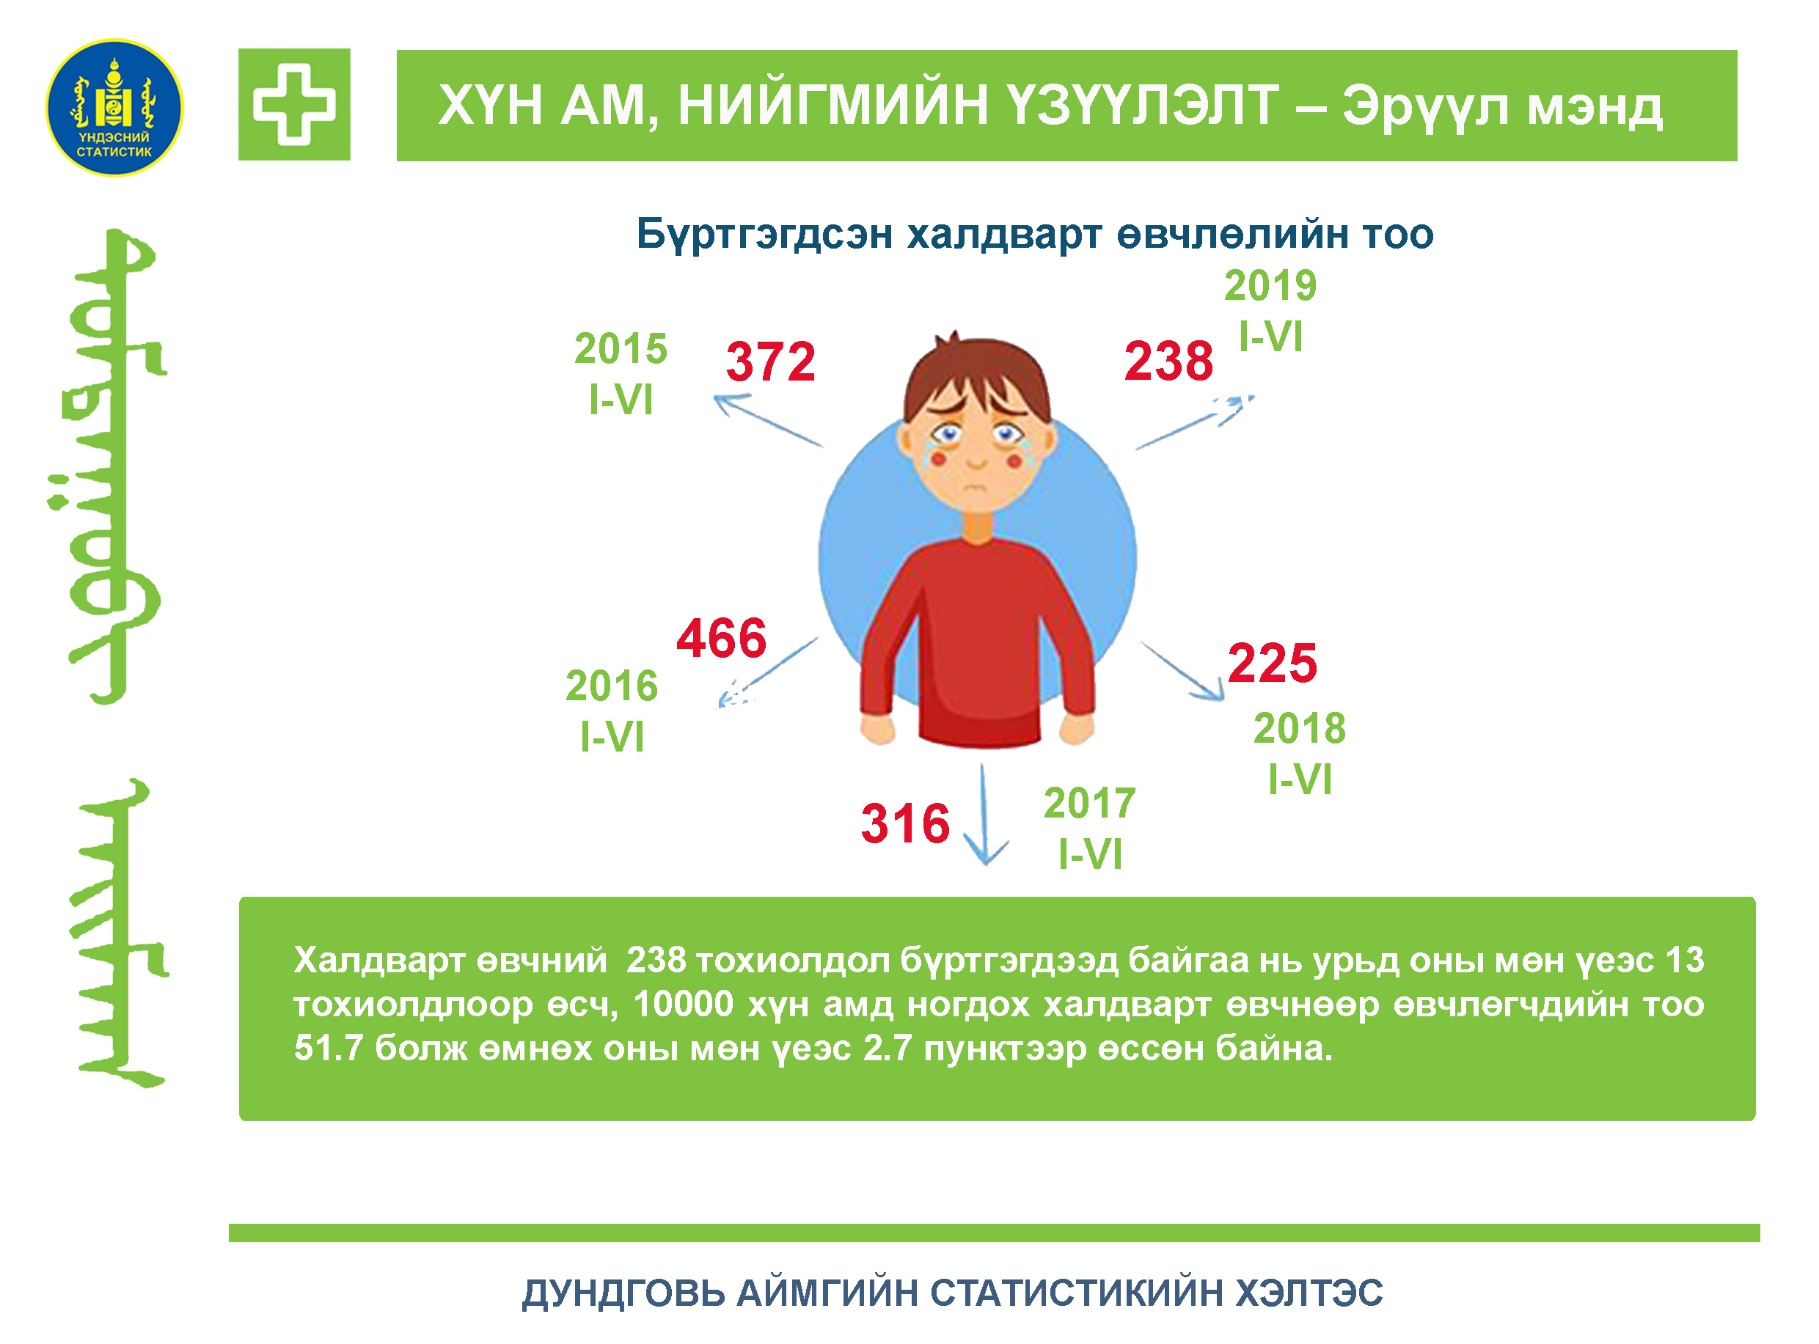 ҮНДЭСНИЙ
СТАТИСТИК
ХҮН АМ, НИЙГМИЙН ҮЗҮҮЛЭЛТ – Эрүүл мэнд
Бүртгэгдсэн халдварт өвчлөлийн тоо
2019
I-VI
238
2015
I-VI
372
466
2016
I-VI
225
2018
I-VI
316
2017
I-VI
Халдварт өвчний 238 тохиолдол бүртгэгдээд байгаа нь урьд оны мөн үеэс 13
тохиолдлоор өсч, 10000 хүн амд ногдох халдварт өвчнөөр өвчлөгчдийн тоо
51.7 болж өмнөх оны мөн үеэс 2.7 пунктээр өссөн байна.
ДУНДГОВЬ АЙМГИЙН СТАТИСТИКИЙН ХЭЛТЭС